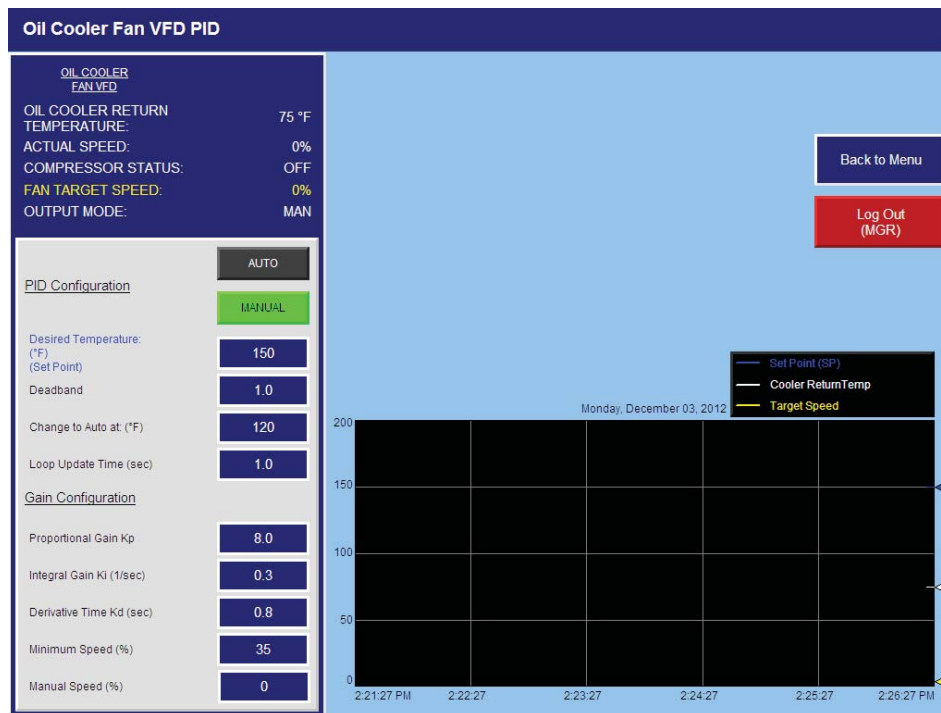 Oil Cooler Fan VFD PID
OIL COOLER
FAN VFD
OIL COOLER RETURN
TEMPERATURE: 75 °F
ACTUAL SPEED: 0%
COMPRESSOR STATUS: OFF
FAN TARGET SPEED: 0%
OUTPUT MODE: MAN
Back to Menu
Log Out
(MGR)
AUTO
PID Configuration
MANUAL
Desired Temperature:
(°F)
(Set Point) 150
Deadband 1.0
Change to Auto at: (°F) 120
Loop Update Time (sec) 1.0
Gain Configuration
Proportional Gain Kp 8.0
Integral Gain Ki (1/sec) 0.3
Derivative Time Kd (sec) 0.8
Minimum Speed (%) 35
Manual Speed (%) 0
Set Point (SP)
Cooler ReturnTemp
Target Speed
Monday, December 03, 2012
200
150
100
50
0
2:21:27 PM 2:22:27 2:23:27 2:24:27 2:25:27 2:26:27 PM